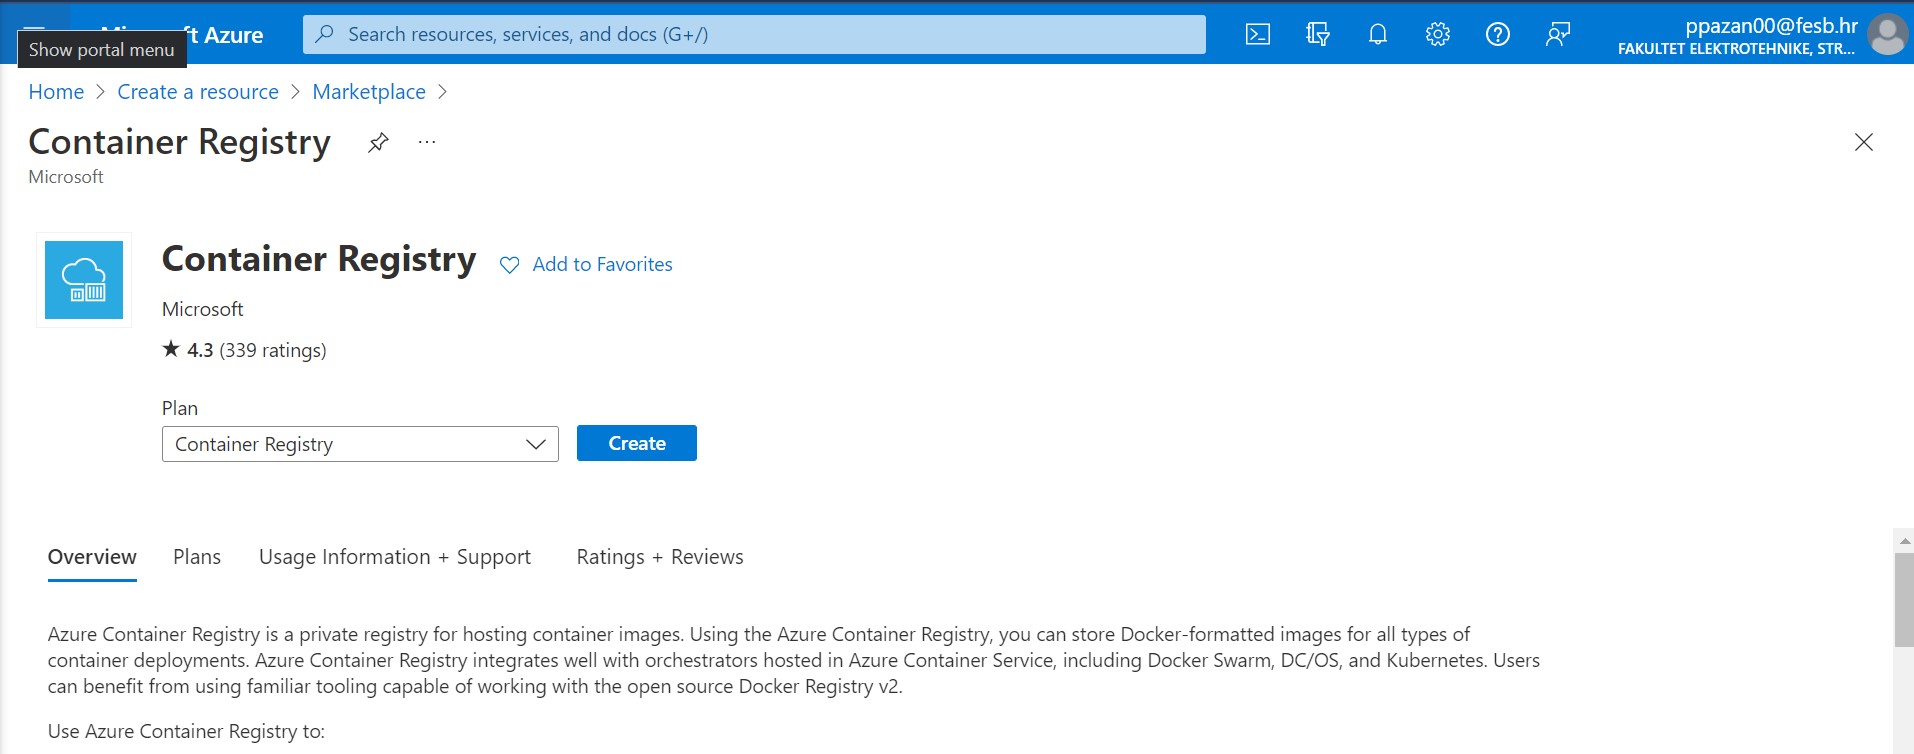 Show portal menu
t Azure
Search resources, services, and docs (G+/)
ppazan00@fesb.hr
FAKULTET ELEKTROTEHNIKE, STR...
Home > Create a resource > Marketplace >
Container Registry ...
Microsoft
Container Registry Add to Favorites
Microsoft
★ 4.3 (339 ratings)
Plan
Container Registry Create
Overview Plans Usage Information + Support Ratings + Reviews
Azure Container Registry is a private registry for hosting container images. Using the Azure Container Registry, you can store Docker-formatted images for all types of
container deployments. Azure Container Registry integrates well with orchestrators hosted in Azure Container Service, including Docker Swarm, DC/OS, and Kubernetes. Users
can benefit from using familiar tooling capable of working with the open source Docker Registry v2.
Use Azure Container Registry to: